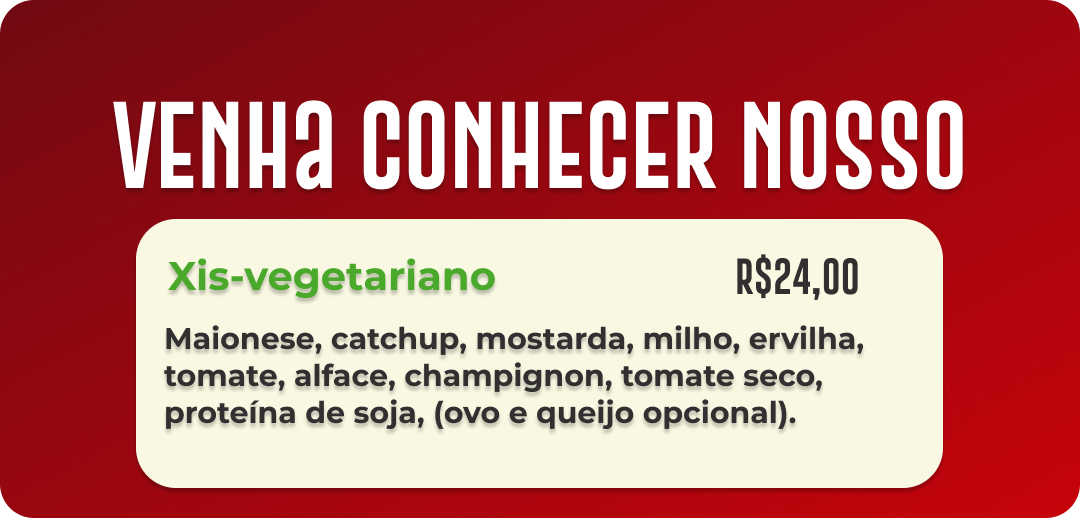 VENHA CONHECER NOSSO
Xis-vegetariano R$24,00
Maionese, catchup, mostarda, milho, ervilha,
tomate, alface, champignon, tomate seco,
proteína de soja, (ovo e queijo opcional).